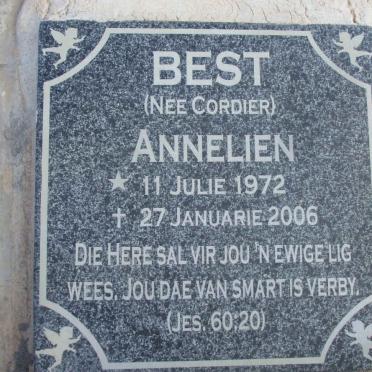 BEST
(NEE CORDIER)
ANNELIEN
★ 11 JULIE 1972
✝ 27 JANUARIE 2006
DIE HERE SAL VIR JOU 'N EWIGE LIG
WEES, JOU DAE VAN SMART IS VERBY.
(JES. 60:20)